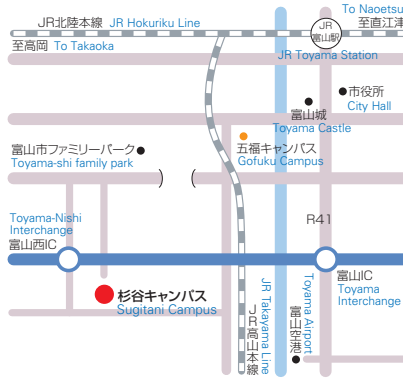 To Naoetsu
至直江津
JR北陸本線 JR Hokuriku Line
JR
富山駅
至高岡 To Takaoka
JR Toyama Station
市役所
City Hall
富山城
Toyama Castle
五福キャンパス
Gofuku Campus
富山市ファミリーパーク
Toyama-shi family park
Toyama-Nishi
Interchange
富山西IC
R41
富山IC
Toyama
Interchange
杉谷キャンパス
Sugitani Campus
JR高山本線
JR Takayama Line
富山空港
Toyama Airport